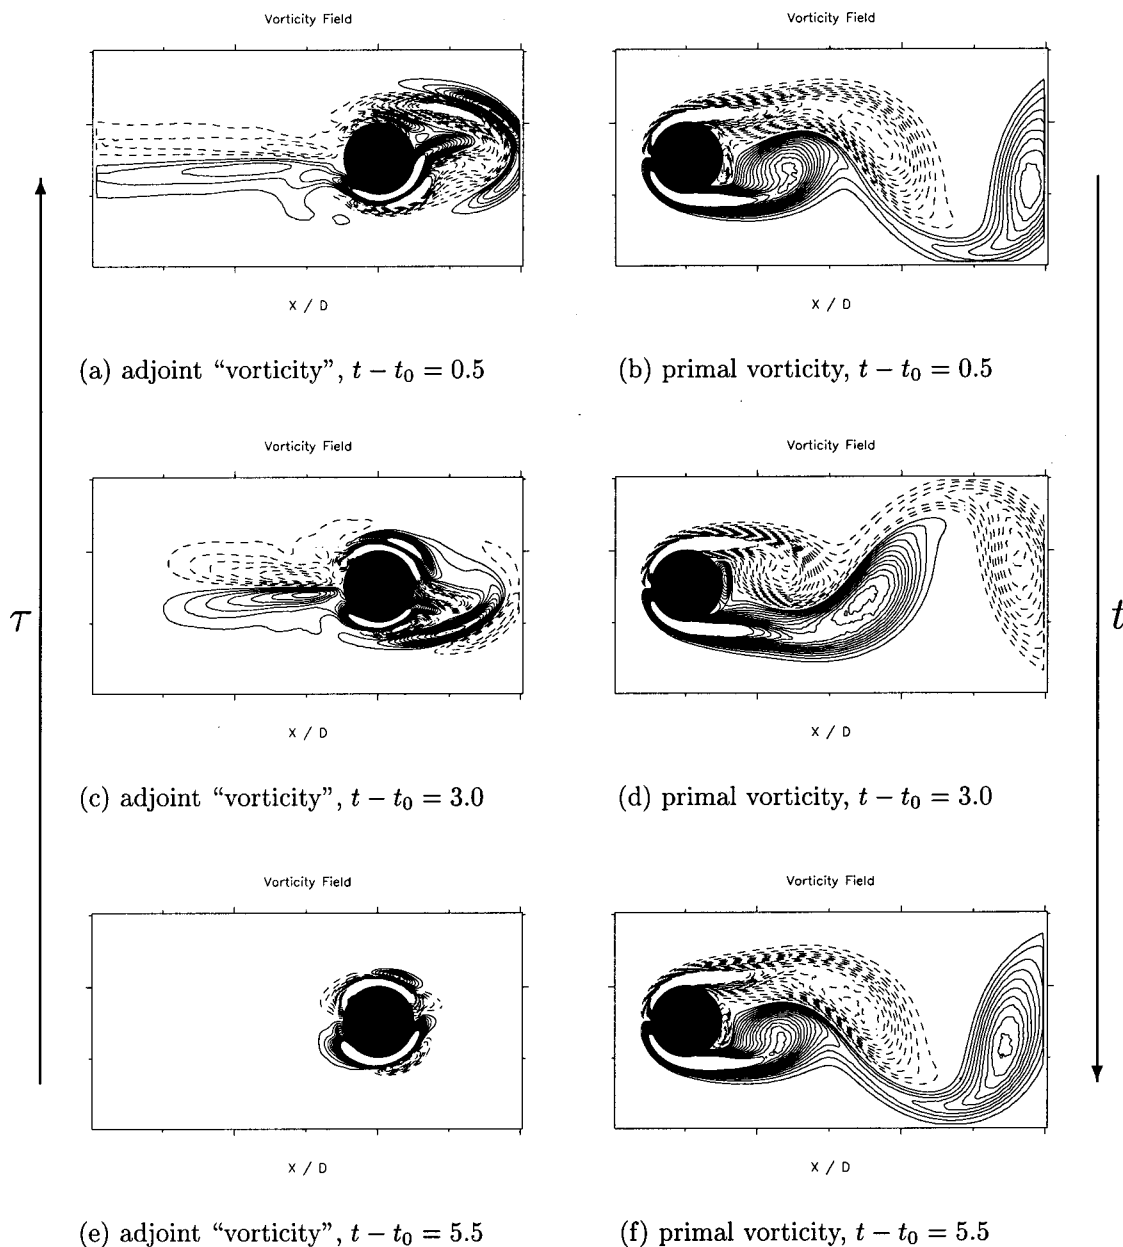 Vorticity Field
Vorticity Field
X / D
X / D
(a) adjoint “vorticity”, t − t₀ = 0.5
(b) primal vorticity, t − t₀ = 0.5
Vorticity Field
Vorticity Field
τ
t
X / D
X / D
(c) adjoint “vorticity”, t − t₀ = 3.0
(d) primal vorticity, t − t₀ = 3.0
Vorticity Field
Vorticity Field
X / D
X / D
(e) adjoint “vorticity”, t − t₀ = 5.5
(f) primal vorticity, t − t₀ = 5.5